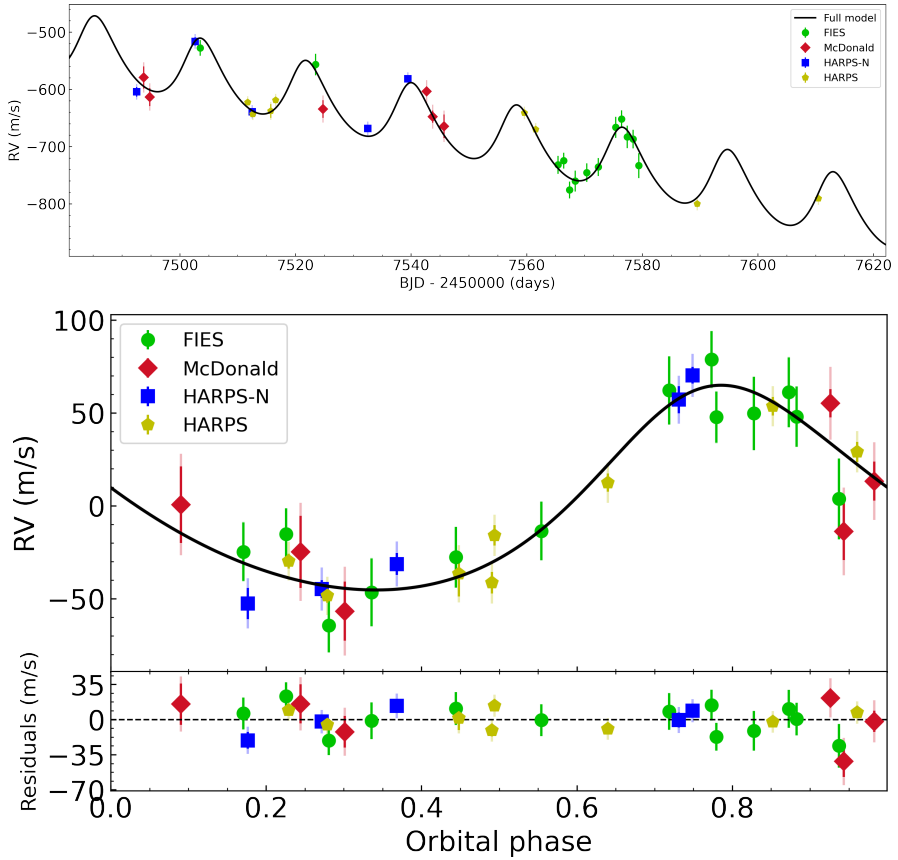 −500
−600
−700
−800
RV (m/s)
Full model
FIES
McDonald
HARPS-N
HARPS
7500 7520 7540 7560 7580 7600 7620
BJD - 2450000 (days)
100
50
0
−50
RV (m/s)
FIES
McDonald
HARPS-N
HARPS
35
0
−35
−70
Residuals (m/s)
0.0 0.2 0.4 0.6 0.8
Orbital phase